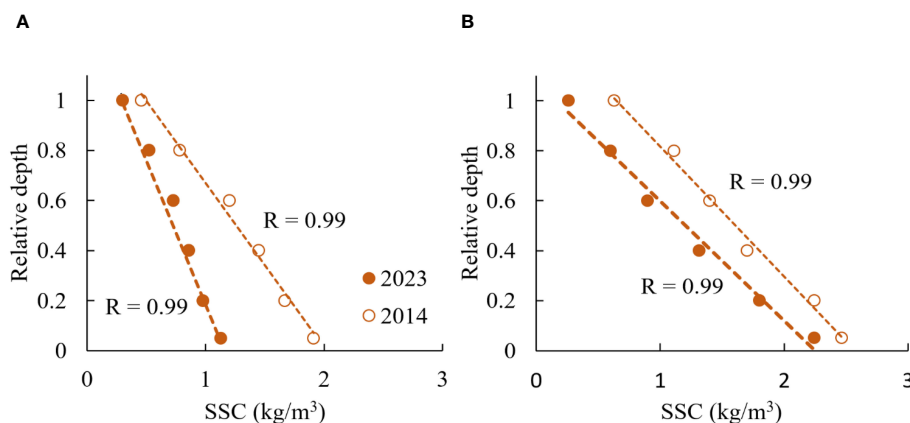 A
B
Relative depth
1
0.8
0.6
0.4
0.2
0
R = 0.99
R = 0.99
2023
2014
0
1
2
3
SSC (kg/m³)
Relative depth
1
0.8
0.6
0.4
0.2
0
R = 0.99
R = 0.99
0
1
2
3
SSC (kg/m³)